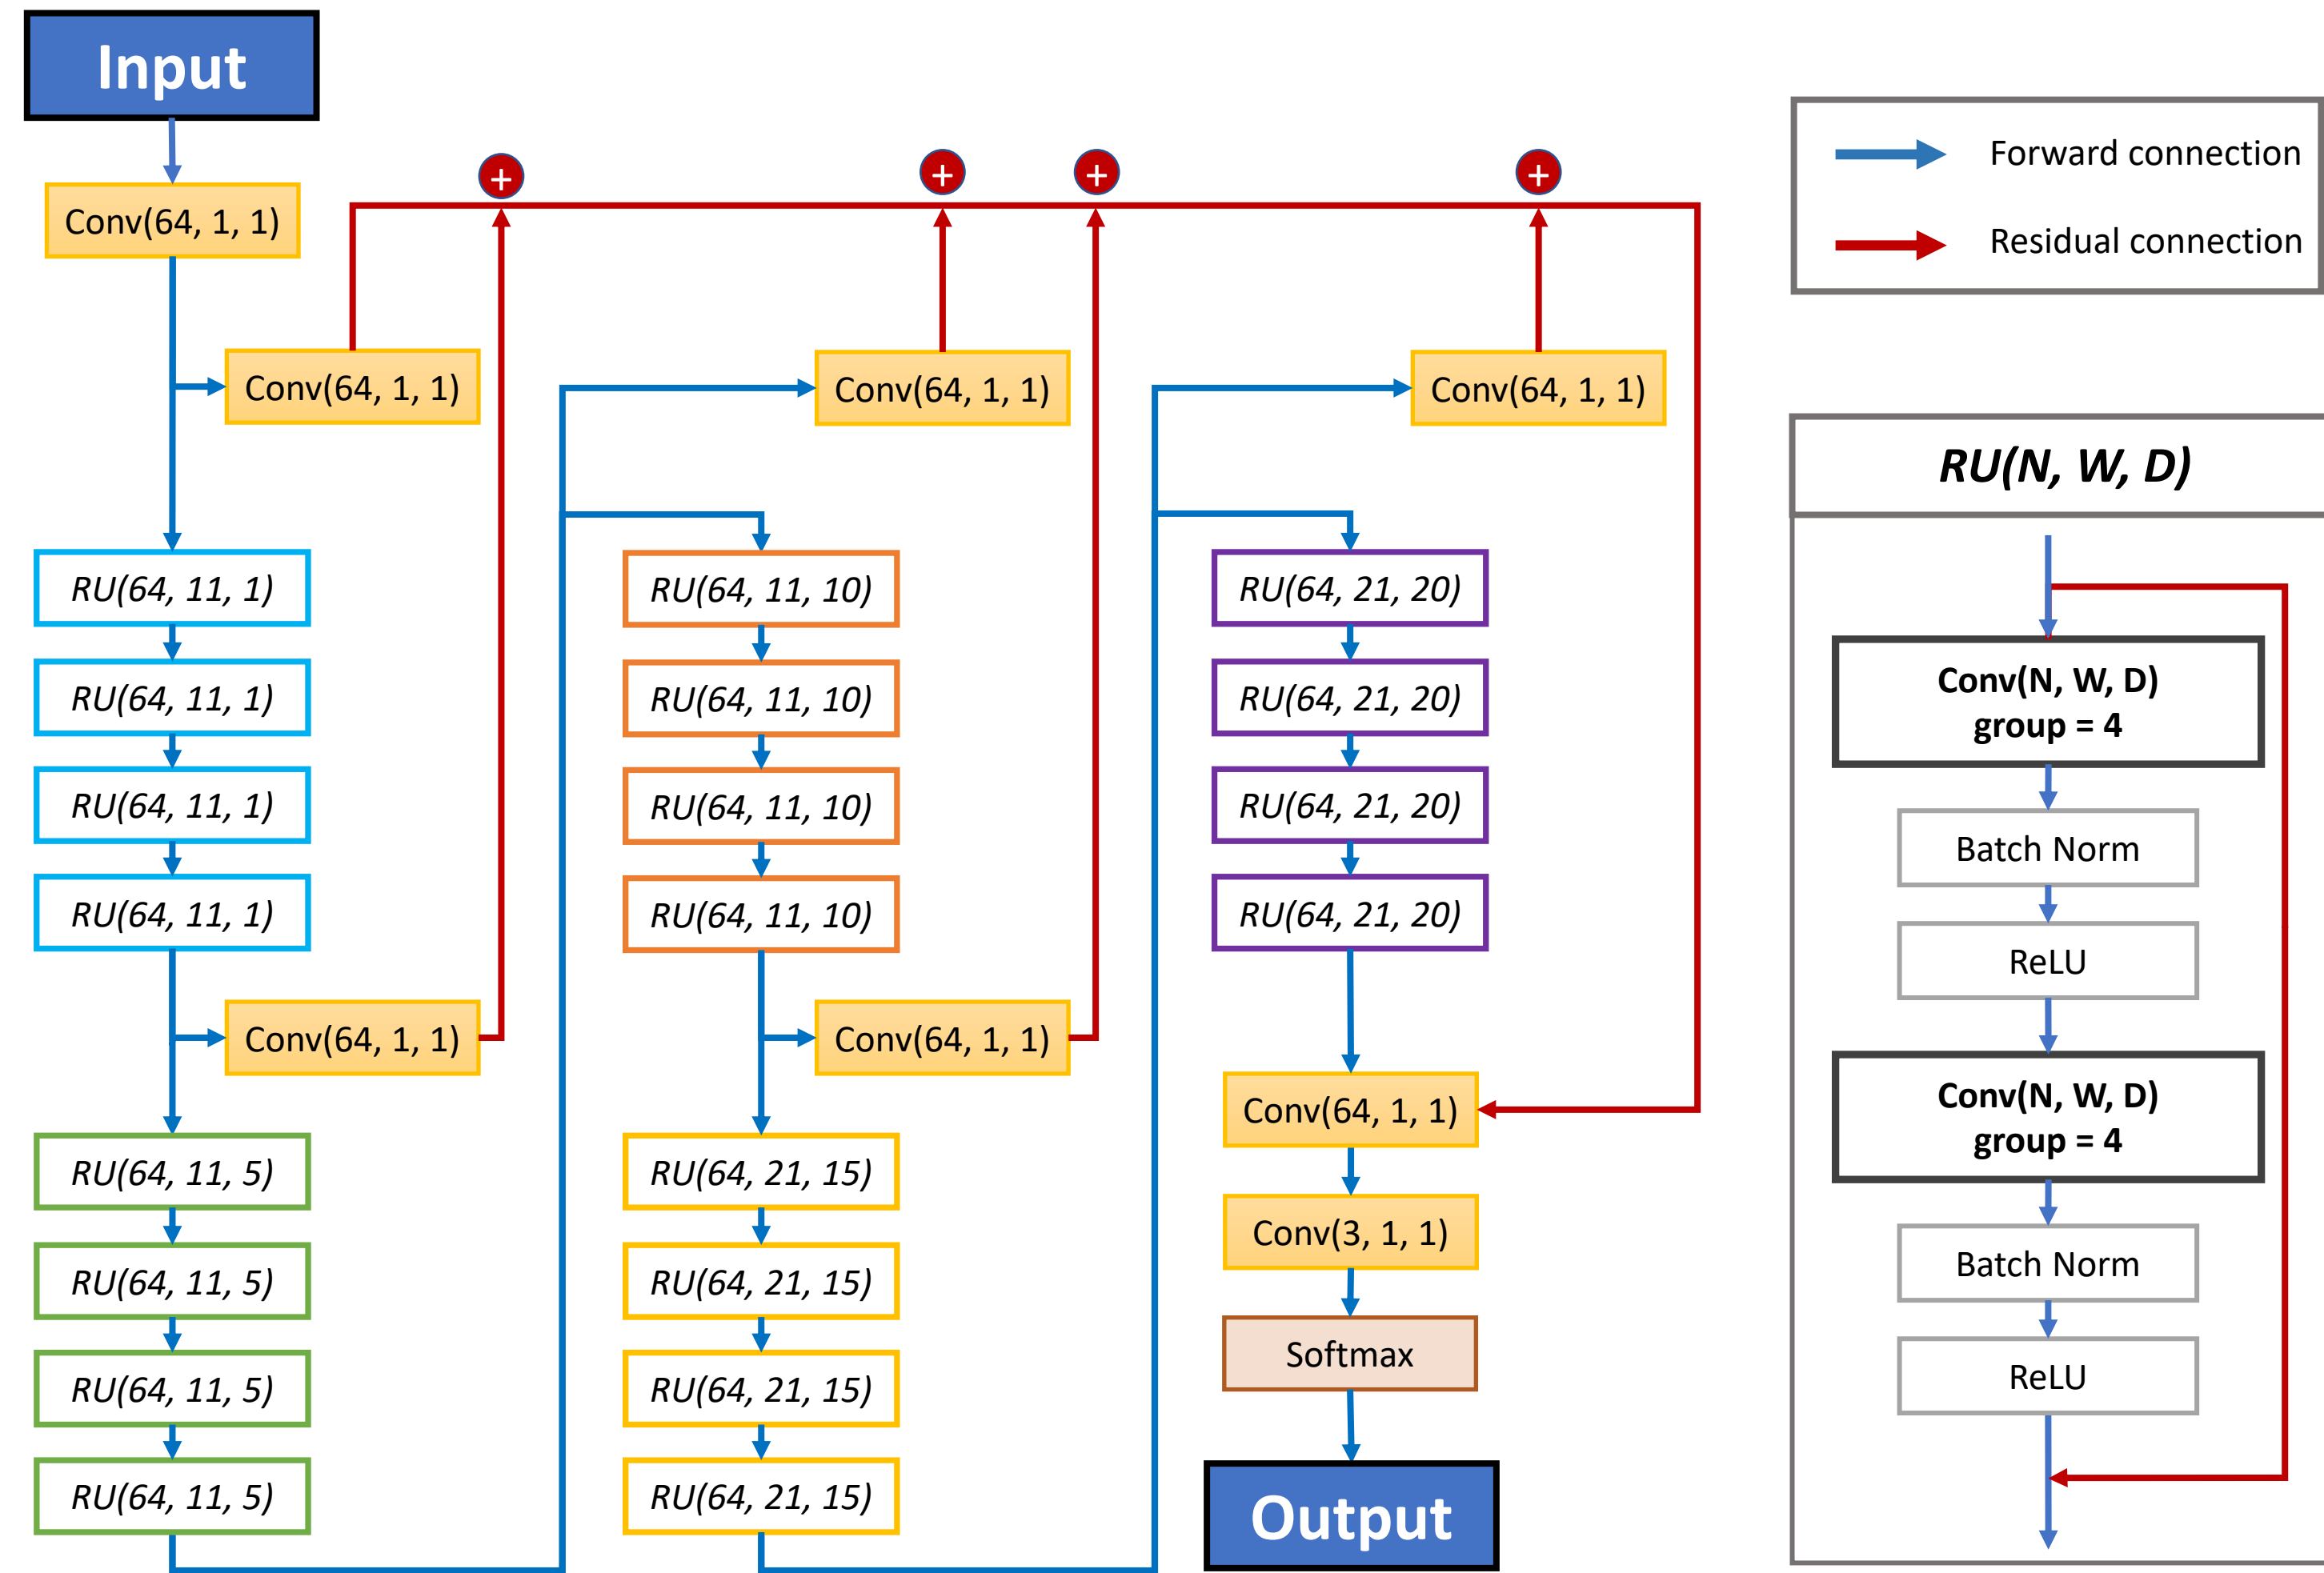 Input
Conv(64, 1, 1)
Conv(64, 1, 1)
RU(64, 11, 1)
RU(64, 11, 1)
RU(64, 11, 1)
RU(64, 11, 1)
Conv(64, 1, 1)
RU(64, 11, 5)
RU(64, 11, 5)
RU(64, 11, 5)
RU(64, 11, 5)
+
+
+
+
Conv(64, 1, 1)
RU(64, 11, 10)
RU(64, 11, 10)
RU(64, 11, 10)
RU(64, 11, 10)
Conv(64, 1, 1)
RU(64, 21, 15)
RU(64, 21, 15)
RU(64, 21, 15)
RU(64, 21, 15)
Conv(64, 1, 1)
RU(64, 21, 20)
RU(64, 21, 20)
RU(64, 21, 20)
RU(64, 21, 20)
Conv(64, 1, 1)
Conv(3, 1, 1)
Softmax
Output
Forward connection
Residual connection
RU(N, W, D)
Conv(N, W, D)
group = 4
Batch Norm
ReLU
Conv(N, W, D)
group = 4
Batch Norm
ReLU